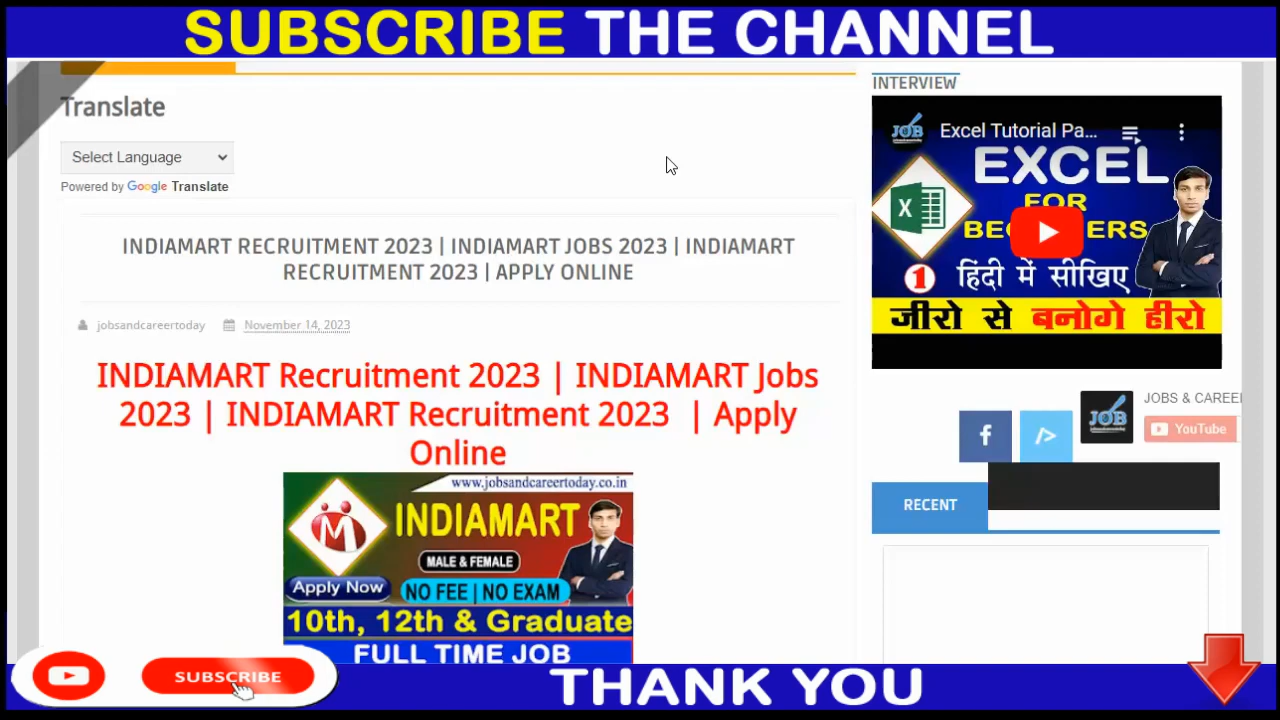 SUBSCRIBE THE CHANNEL
Translate
Select Language
Powered by Google Translate
INDIAMART RECRUITMENT 2023 | INDIAMART JOBS 2023 | INDIAMART
RECRUITMENT 2023 | APPLY ONLINE
jobsandcareertoday November 14, 2023
INDIAMART Recruitment 2023 | INDIAMART Jobs
2023 | INDIAMART Recruitment 2023 | Apply
Online
www.jobsandcareertoday.co.in
INDIAMART
MALE & FEMALE
Apply Now
NO FEE | NO EXAM
10th, 12th & Graduate
FULL TIME JOB
INTERVIEW
JOB
Excel Tutorial Pa...
EXCEL
X
FOR
1
हिंदी में सीखिए
जीरो से बनोगे हीरो
JOB
JOBS & CAREE
YouTube
RECENT
SUBSCRIBE
THANK YOU